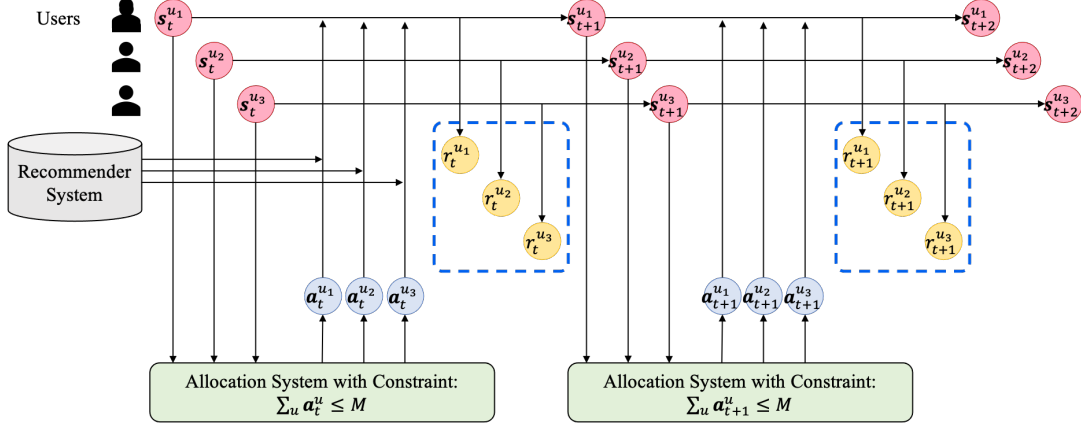 Users
s_t^{u_1}
s_{t+1}^{u_1}
s_{t+2}^{u_1}
s_t^{u_2}
s_{t+1}^{u_2}
s_{t+2}^{u_2}
s_t^{u_3}
s_{t+1}^{u_3}
s_{t+2}^{u_3}
Recommender
System
r_t^{u_1}
r_t^{u_2}
r_t^{u_3}
r_{t+1}^{u_1}
r_{t+1}^{u_2}
r_{t+1}^{u_3}
a_t^{u_1} a_t^{u_2} a_t^{u_3}
a_{t+1}^{u_1} a_{t+1}^{u_2} a_{t+1}^{u_3}
Allocation System with Constraint:
∑_u a_t^u ≤ M
Allocation System with Constraint:
∑_u a_{t+1}^u ≤ M